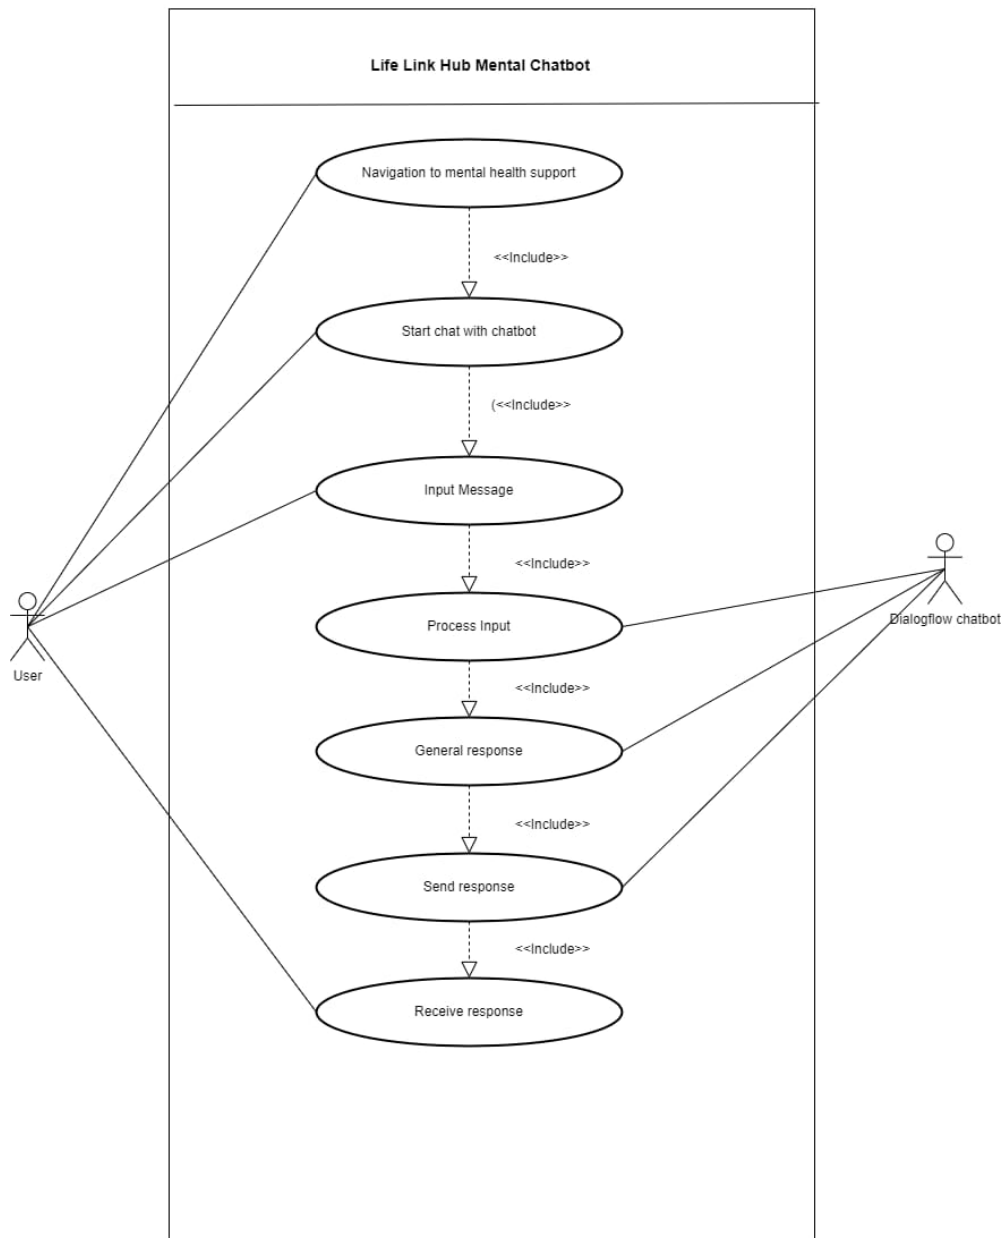 Life Link Hub Mental Chatbot
Navigation to mental health support
<<Include>>
Start chat with chatbot
(<<Include>>
Input Message
<<Include>>
Process Input
Dialogflow chatbot
User
<<Include>>
General response
<<Include>>
Send response
<<Include>>
Receive response